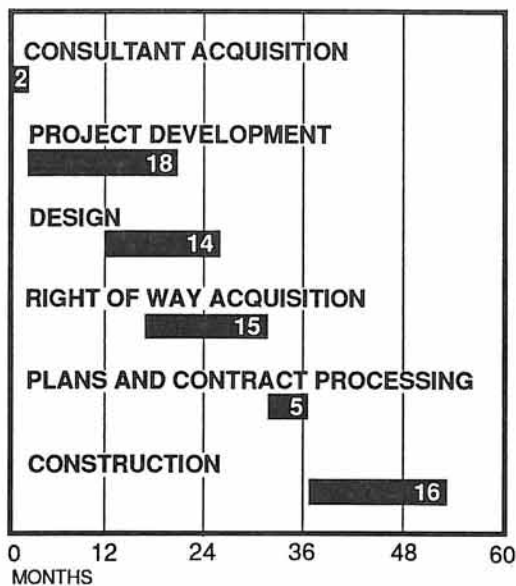 CONSULTANT ACQUISITION
2
PROJECT DEVELOPMENT
18
DESIGN
14
RIGHT OF WAY ACQUISITION
15
PLANS AND CONTRACT PROCESSING
5
CONSTRUCTION
16
0 12 24 36 48 60
MONTHS